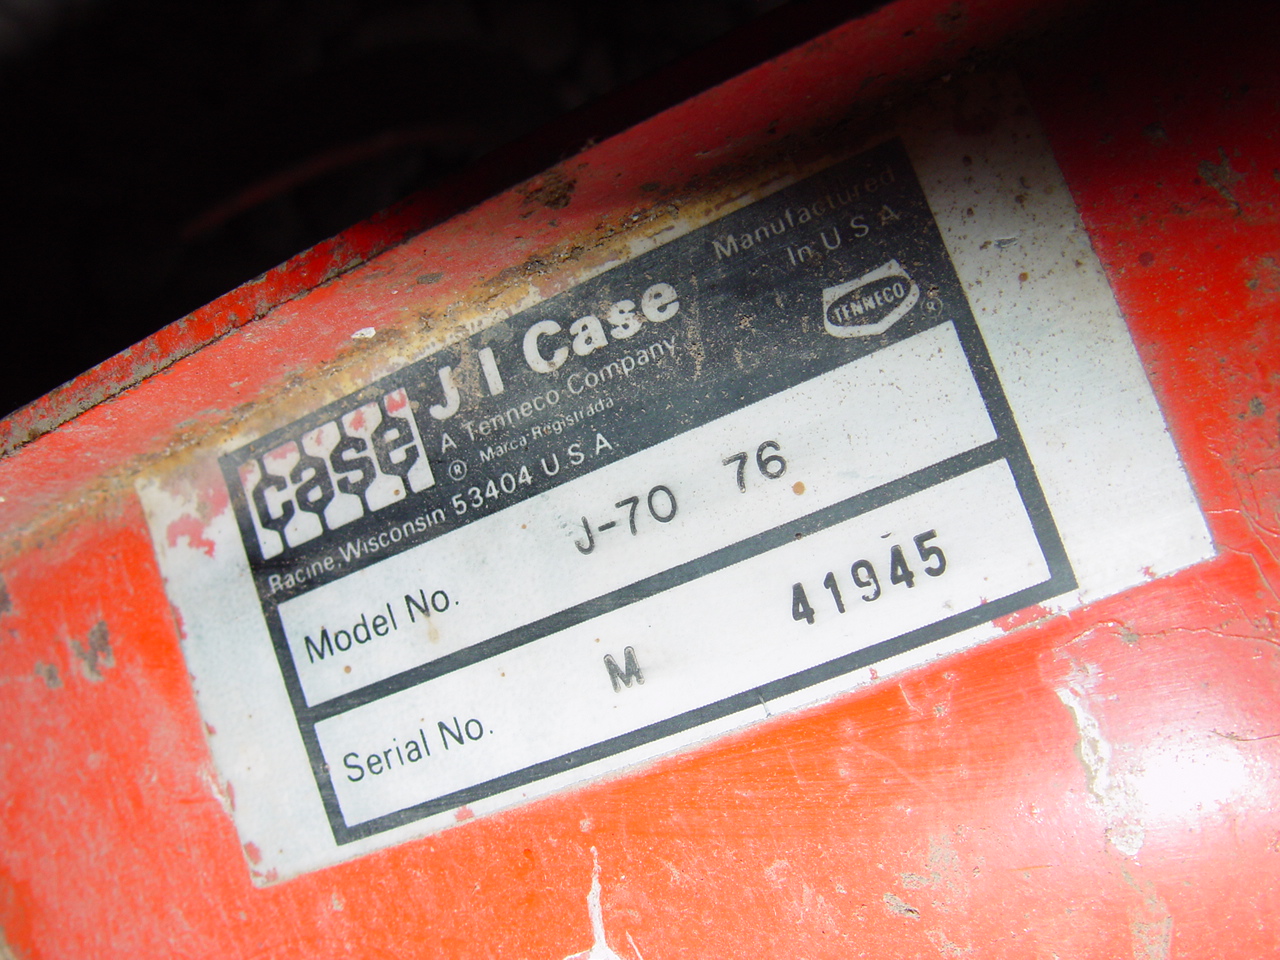 case
J I Case
A Tenneco Company
® Marca Registrada
Racine, Wisconsin 53404 U S A
Manufactured
In U S A
TENNECO ®
Model No. J-70 76
Serial No. M 41945